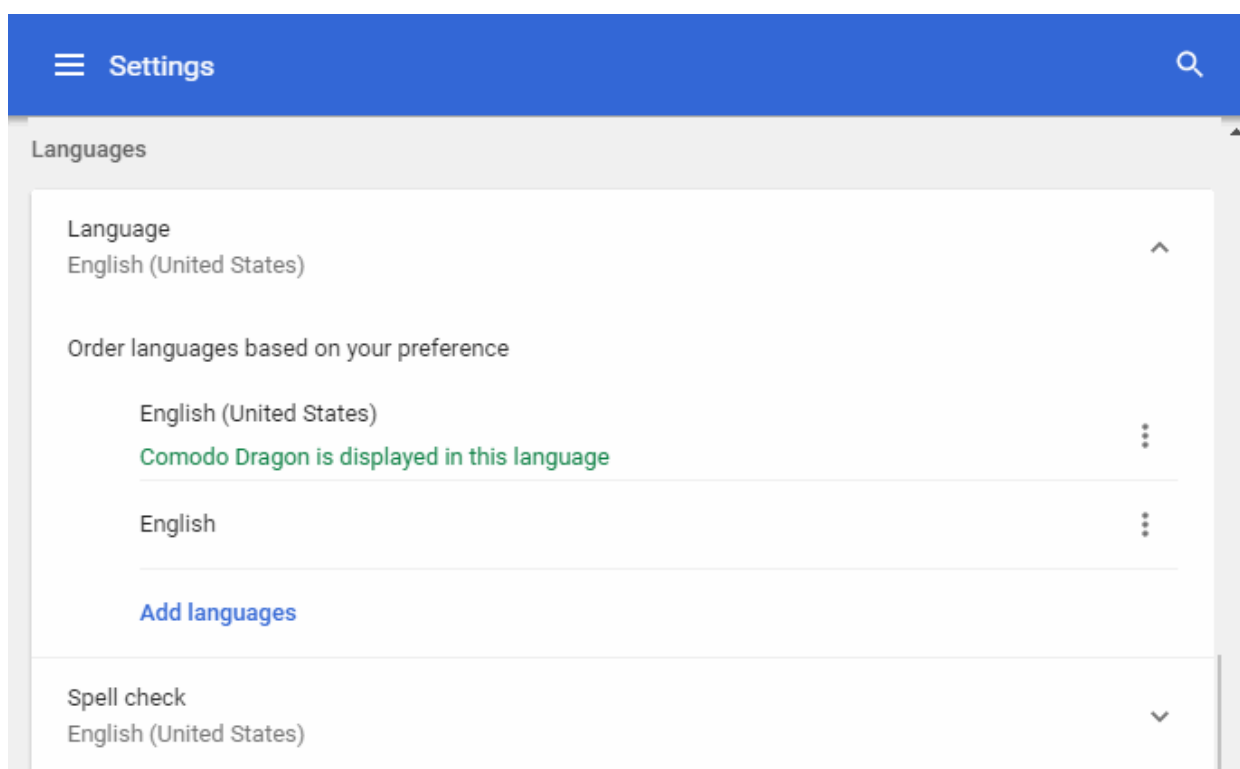 Settings
Languages
Language
English (United States)
Order languages based on your preference
English (United States)
Comodo Dragon is displayed in this language
English
Add languages
Spell check
English (United States)